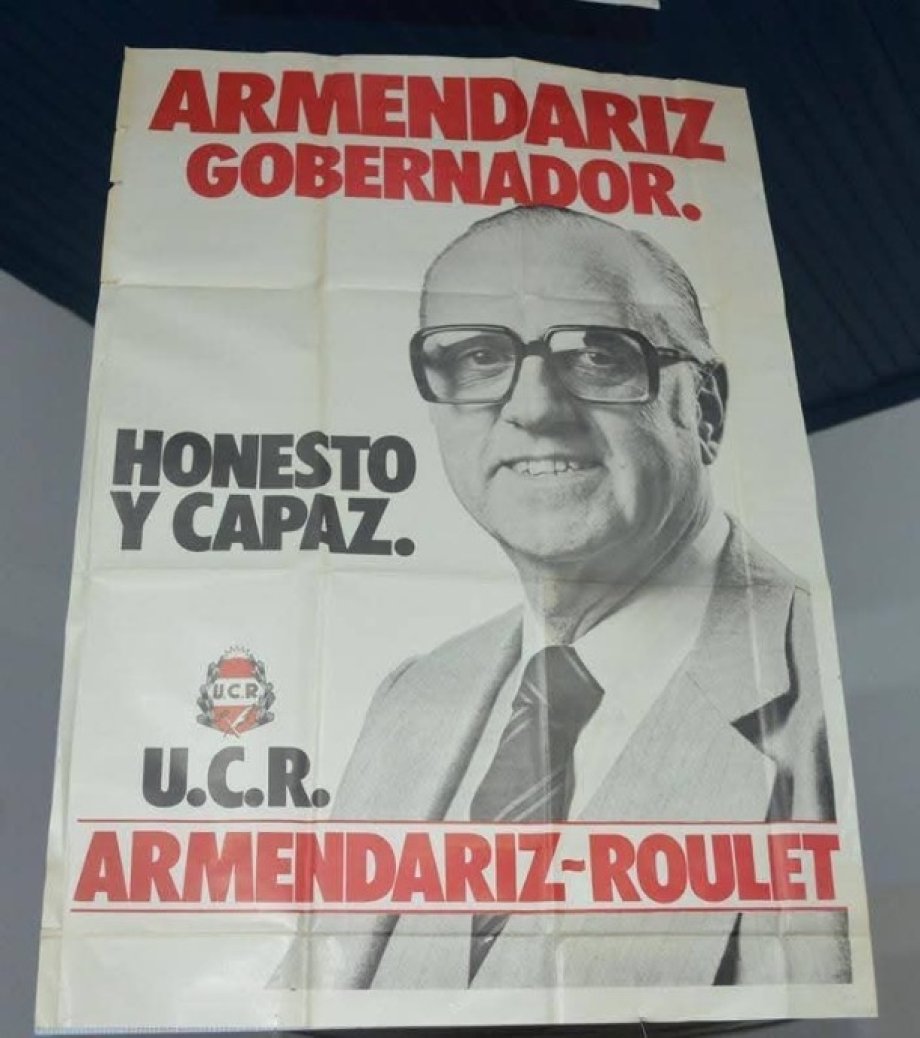 ARMENDARIZ
GOBERNADOR.
HONESTO
Y CAPAZ.
U.C.R.
U.C.R.
ARMENDARIZ-ROULET